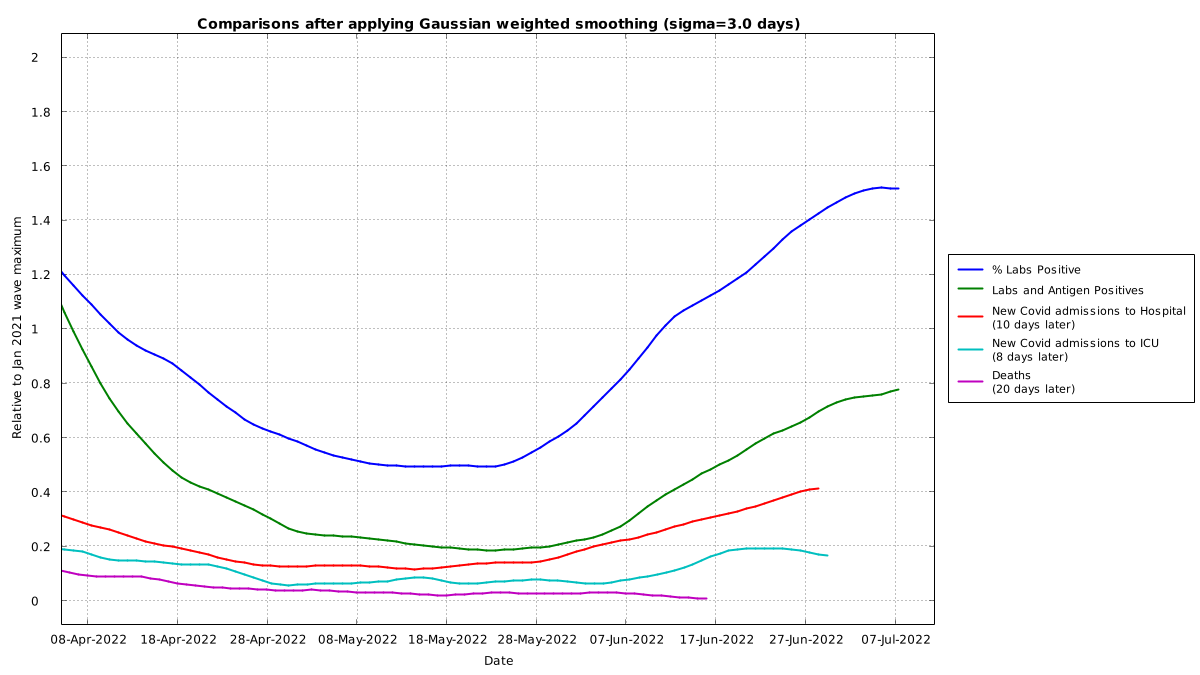 Comparisons after applying Gaussian weighted smoothing (sigma=3.0 days)
Relative to Jan 2021 wave maximum
2
1.8
1.6
1.4
1.2
1
0.8
0.6
0.4
0.2
0
08-Apr-2022 18-Apr-2022 28-Apr-2022 08-May-2022 18-May-2022 28-May-2022 07-Jun-2022 17-Jun-2022 27-Jun-2022 07-Jul-2022
Date
% Labs Positive
Labs and Antigen Positives
New Covid admissions to Hospital
(10 days later)
New Covid admissions to ICU
(8 days later)
Deaths
(20 days later)